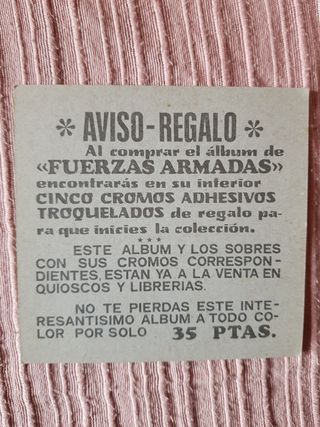 * AVISO-REGALO *
Al comprar el álbum de
«FUERZAS ARMADAS»
encontrarás en su interior
CINCO CROMOS ADHESIVOS
TROQUELADOS de regalo pa-
ra que inicies la colección.
***
ESTE ALBUM Y LOS SOBRES
CON SUS CROMOS CORRESPON-
DIENTES, ESTAN YA A LA VENTA EN
QUIOSCOS Y LIBRERIAS.
NO TE PIERDAS ESTE INTE-
RESANTISIMO ALBUM A TODO CO-
LOR POR SOLO 35 PTAS.